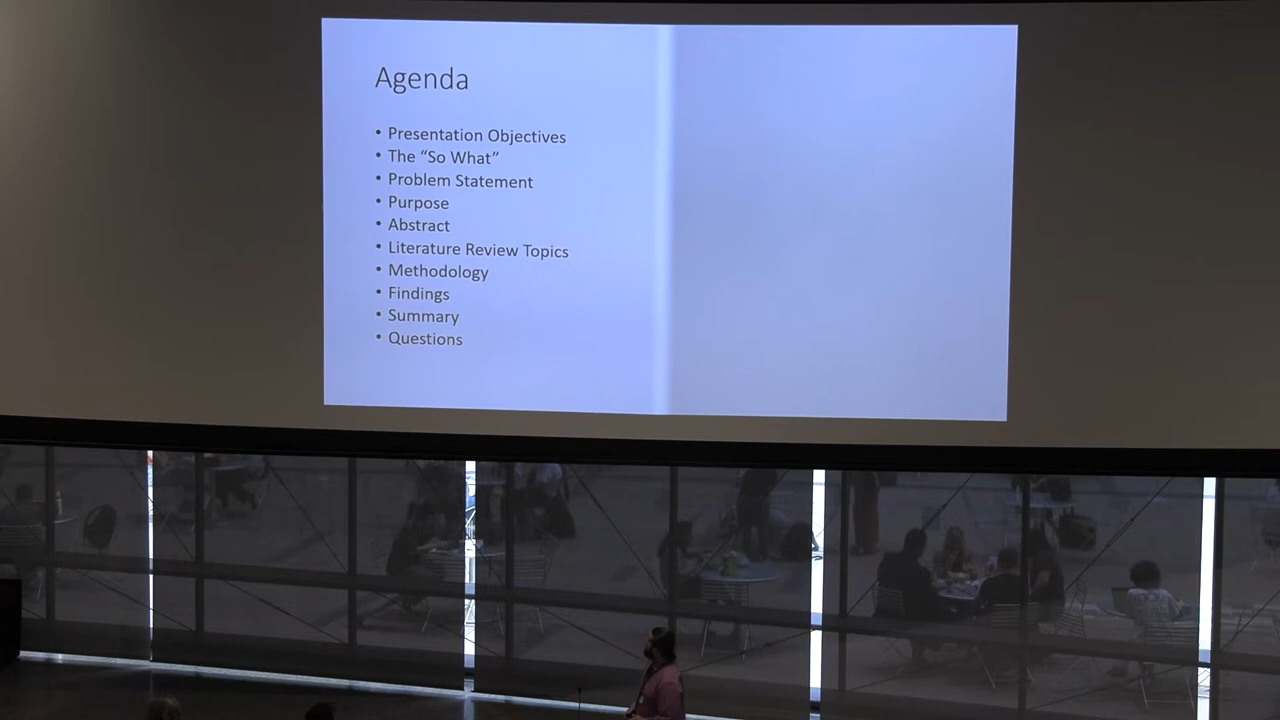 Agenda
• Presentation Objectives
• The “So What”
• Problem Statement
• Purpose
• Abstract
• Literature Review Topics
• Methodology
• Findings
• Summary
• Questions